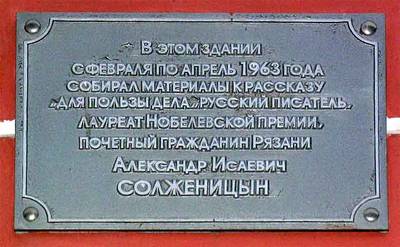 В этом здании
с февраля по апрель 1963 года
собирал материалы к рассказу
"Для пользы дела" русский писатель,
лауреат Нобелевской премии,
почетный гражданин Рязани
Александр Исаевич
СОЛЖЕНИЦЫН